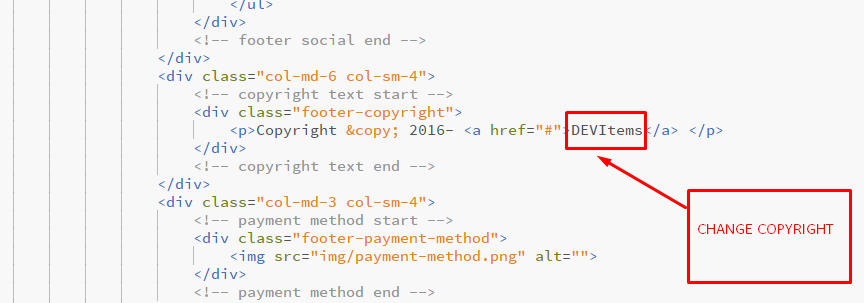 </ul>
</div>
<!-- footer social end -->
</div>
<div class="col-md-6 col-sm-4">
<!-- copyright text start -->
<div class="footer-copyright">
<p>Copyright &copy; 2016- <a href="#">DEVItems</a> </p>
</div>
<!-- copyright text end -->
</div>
<div class="col-md-3 col-sm-4">
<!-- payment method start -->
<div class="footer-payment-method">
<img src="img/payment-method.png" alt="">
</div>
<!-- payment method end -->
CHANGE COPYRIGHT